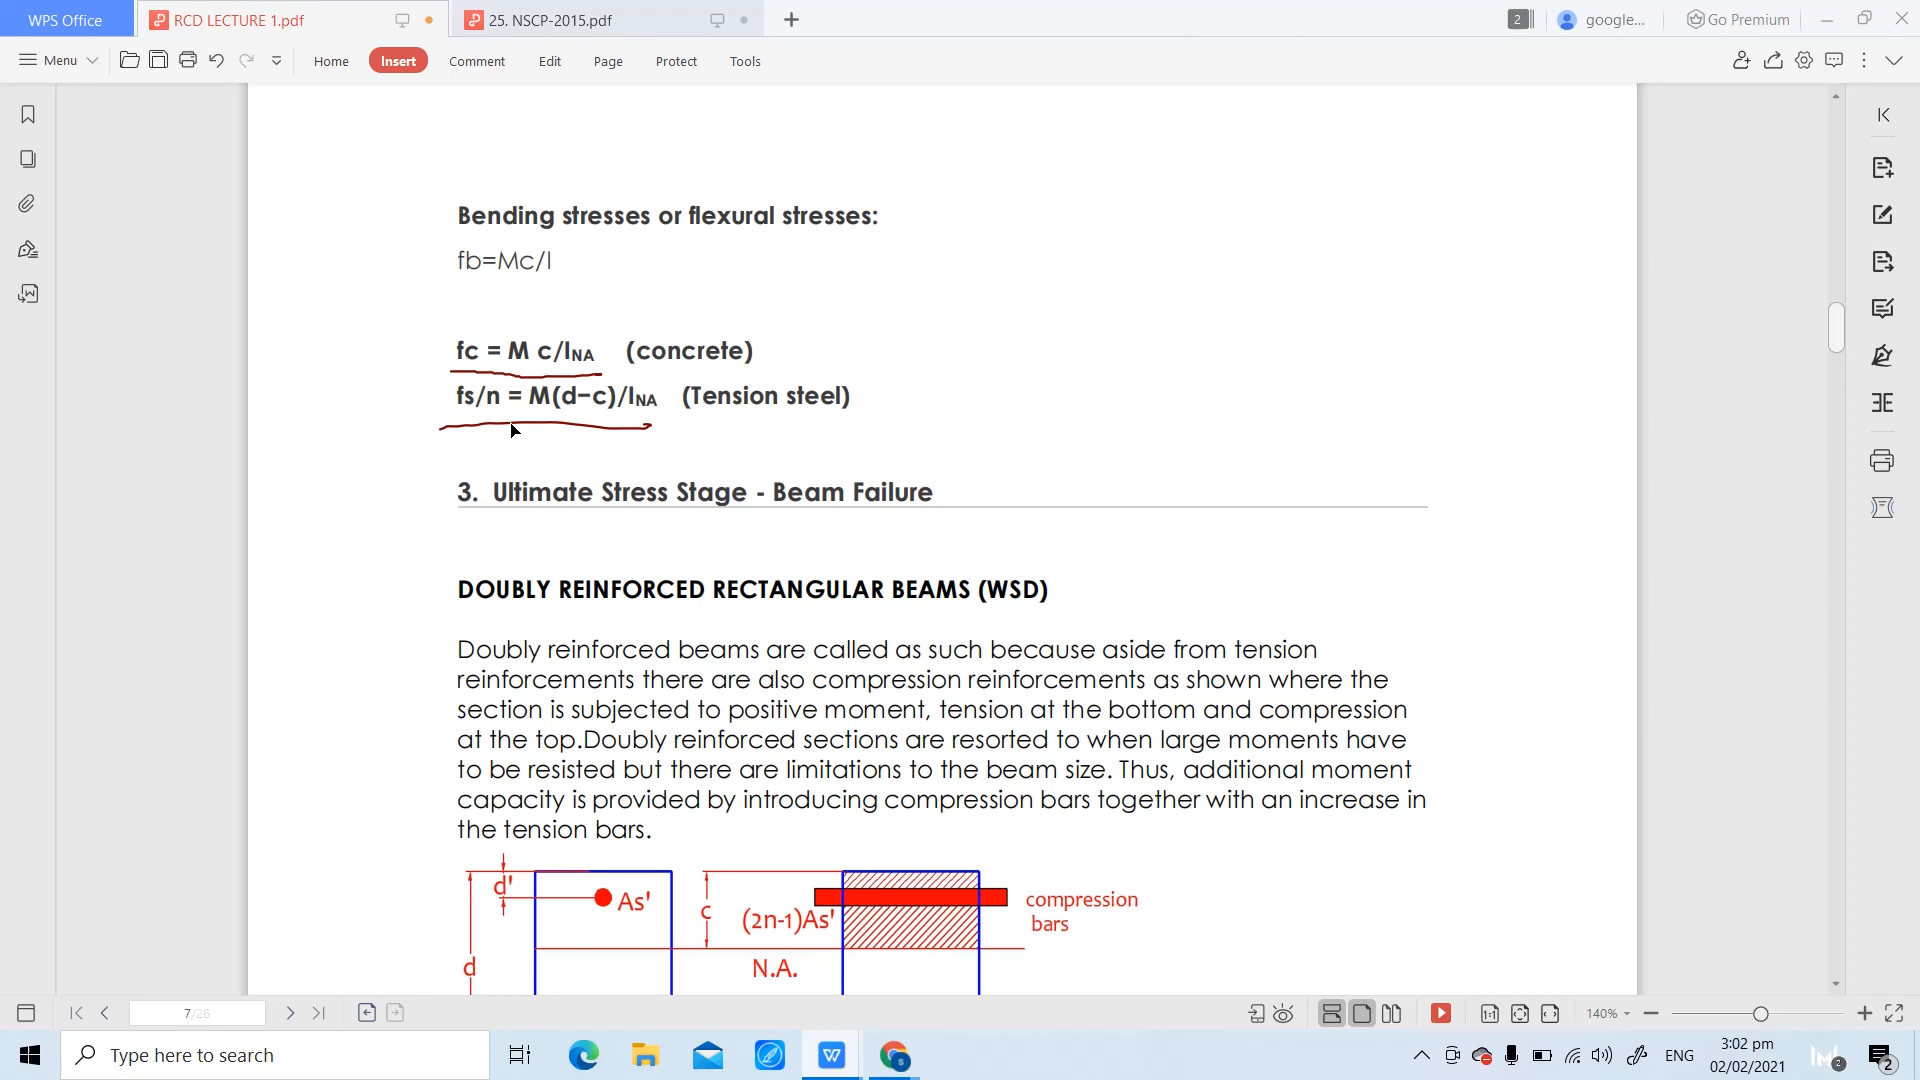 WPS Office
RCD LECTURE 1.pdf
25. NSCP-2015.pdf
2
google...
Go Premium
Menu
Home
Insert
Comment
Edit
Page
Protect
Tools
Bending stresses or flexural stresses:
fb=Mc/I
fc = M c/INA (concrete)
fs/n = M(d−c)/INA (Tension steel)
3. Ultimate Stress Stage - Beam Failure
DOUBLY REINFORCED RECTANGULAR BEAMS (WSD)
Doubly reinforced beams are called as such because aside from tension
reinforcements there are also compression reinforcements as shown where the
section is subjected to positive moment, tension at the bottom and compression
at the top.Doubly reinforced sections are resorted to when large moments have
to be resisted but there are limitations to the beam size. Thus, additional moment
capacity is provided by introducing compression bars together with an increase in
the tension bars.
d'
As'
c
(2n-1)As'
compression
bars
d
N.A.
7/26
1:1
140%
Type here to search
ENG
3:02 pm
02/02/2021
2
2